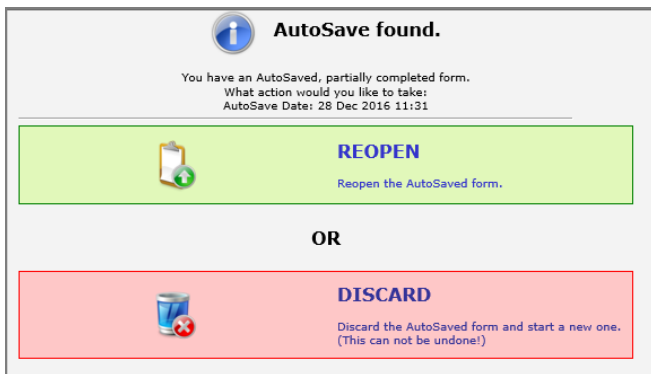 AutoSave found.
You have an AutoSaved, partially completed form.
What action would you like to take:
AutoSave Date: 28 Dec 2016 11:31
REOPEN
Reopen the AutoSaved form.
OR
DISCARD
Discard the AutoSaved form and start a new one.
(This can not be undone!)